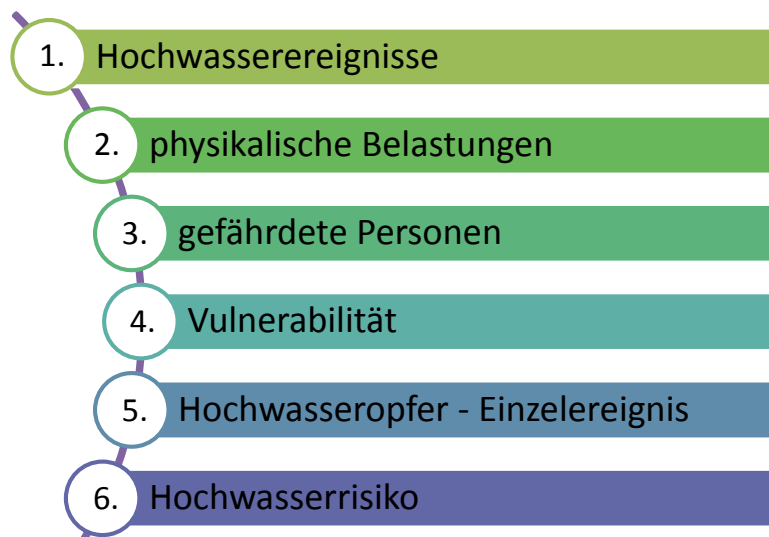 1. Hochwasserereignisse
2. physikalische Belastungen
3. gefährdete Personen
4. Vulnerabilität
5. Hochwasseropfer - Einzelereignis
6. Hochwasserrisiko